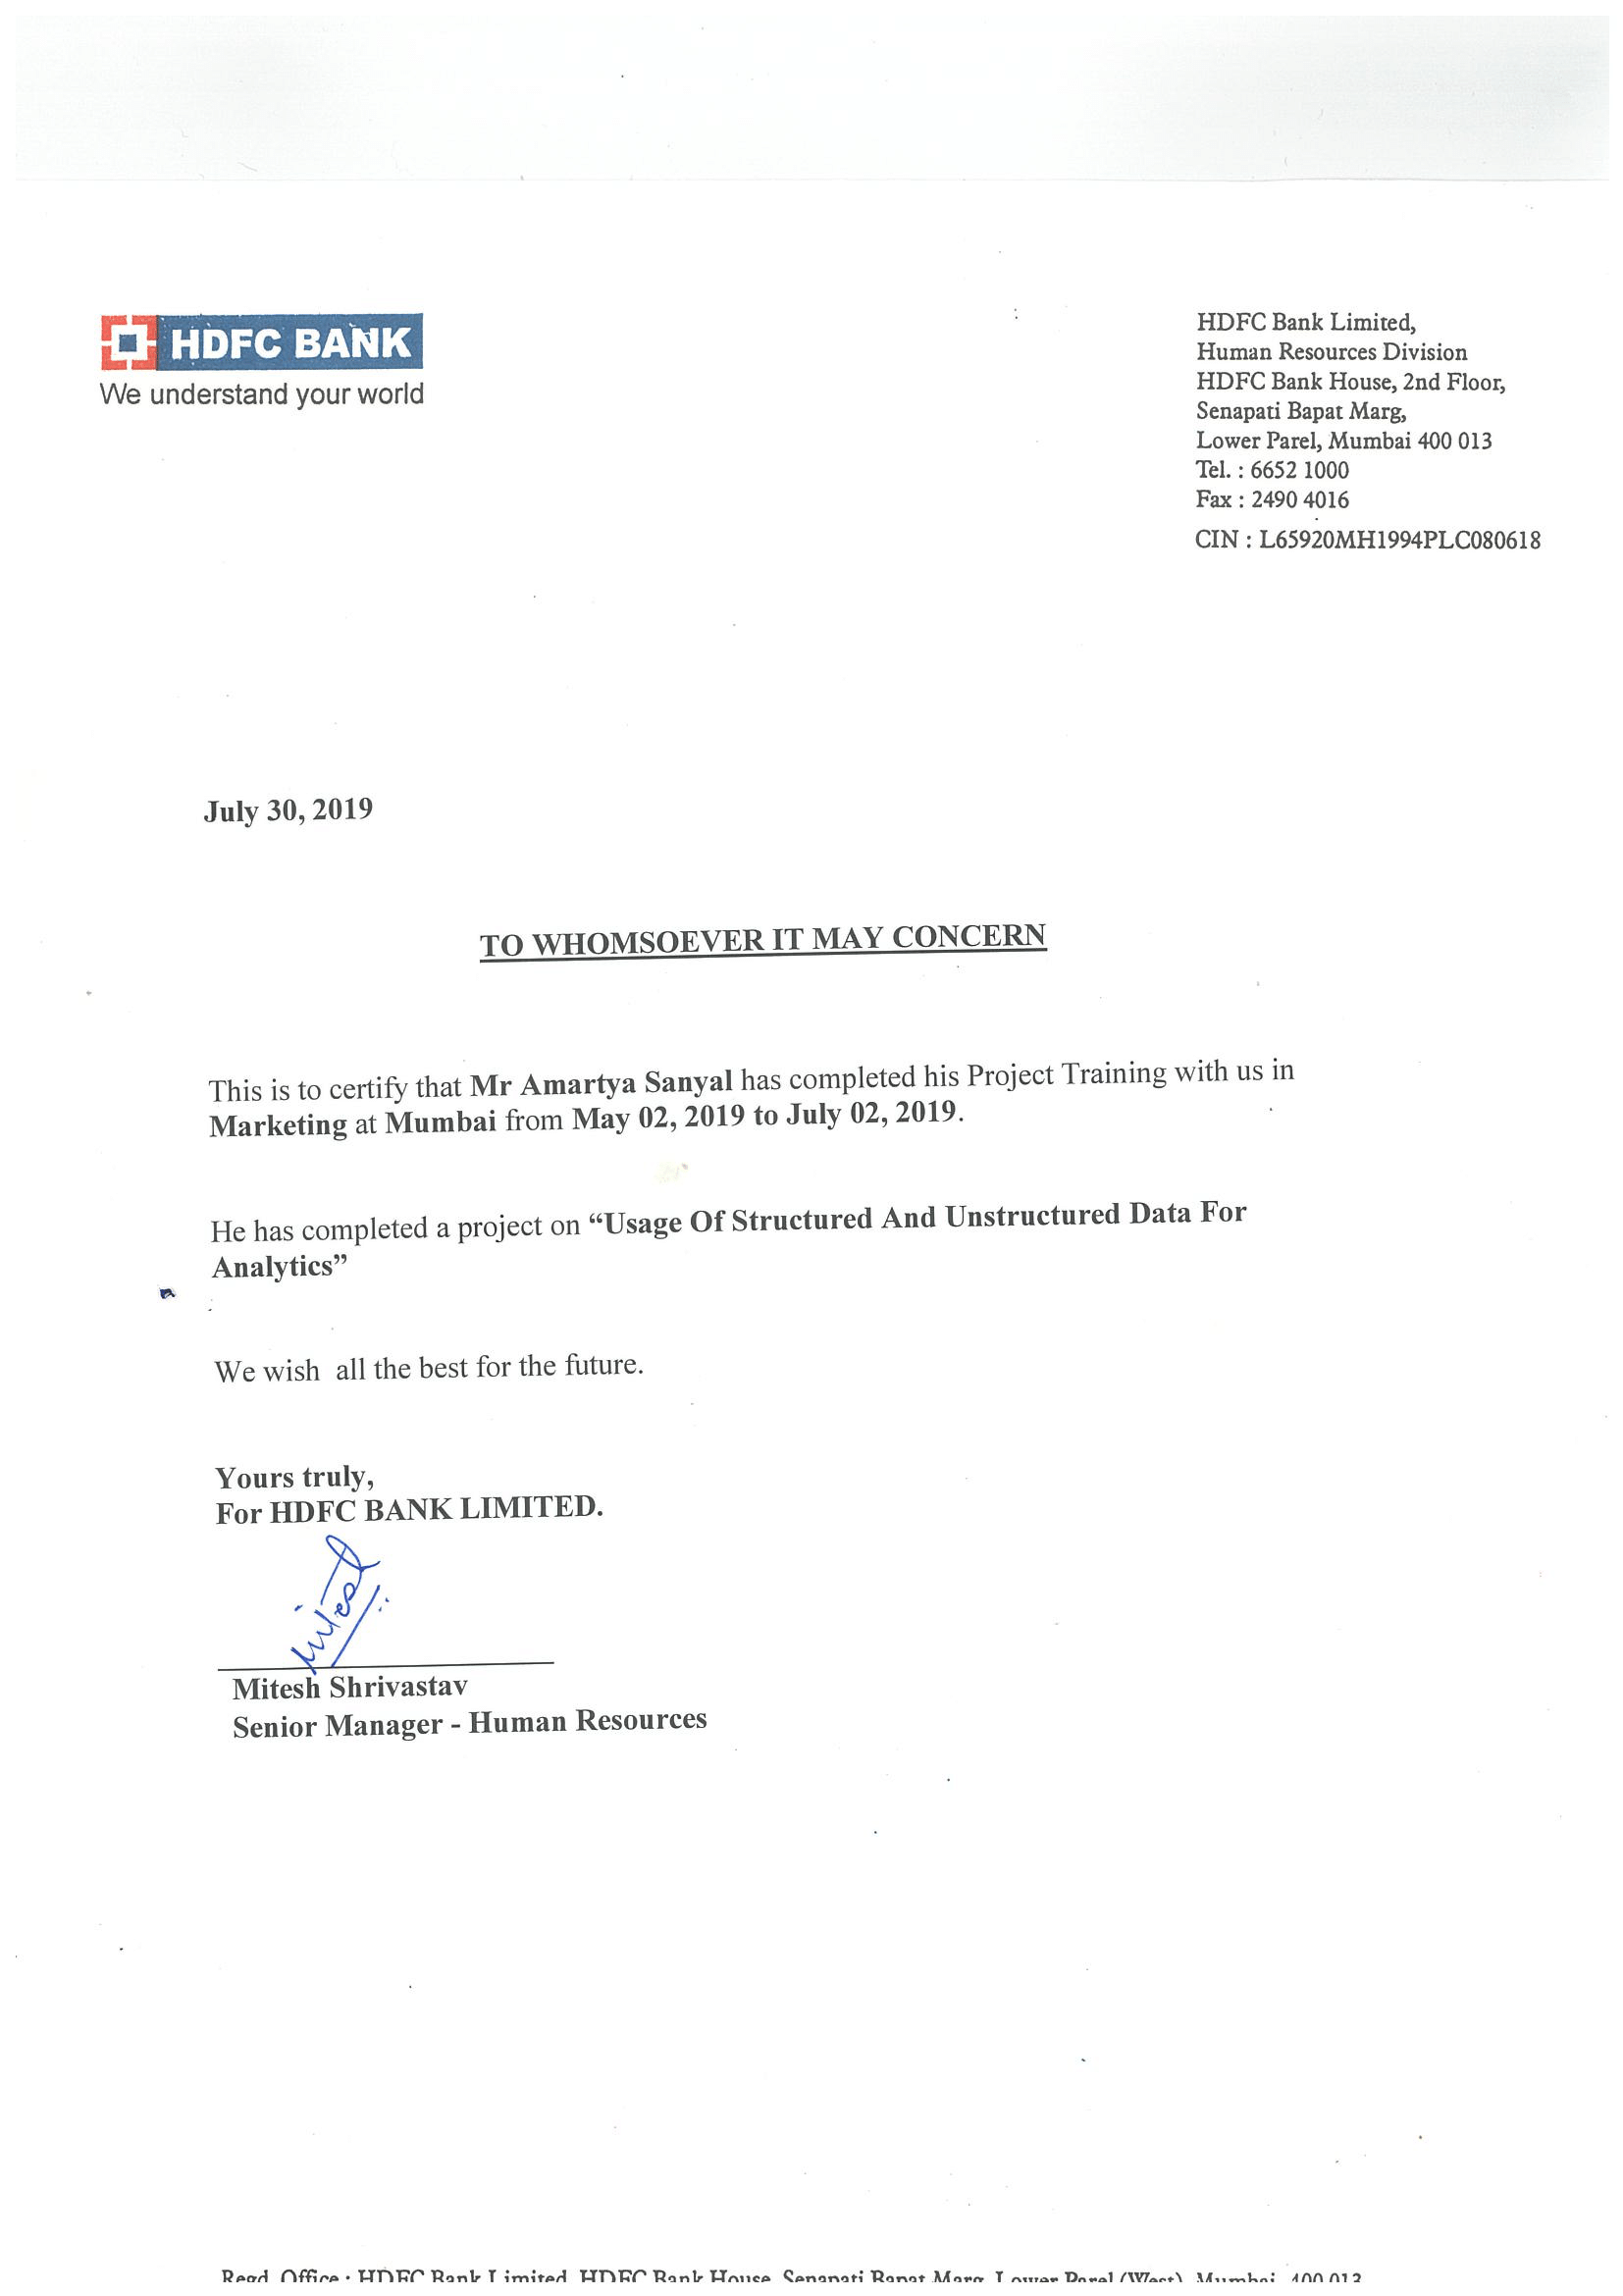 HDFC BANK
We understand your world
HDFC Bank Limited,
Human Resources Division
HDFC Bank House, 2nd Floor,
Senapati Bapat Marg,
Lower Parel, Mumbai 400 013
Tel. : 6652 1000
Fax : 2490 4016
CIN : L65920MH1994PLC080618
July 30, 2019
TO WHOMSOEVER IT MAY CONCERN
This is to certify that Mr Amartya Sanyal has completed his Project Training with us in
Marketing at Mumbai from May 02, 2019 to July 02, 2019.
He has completed a project on “Usage Of Structured And Unstructured Data For
Analytics”
We wish  all the best for the future.
Yours truly,
For HDFC BANK LIMITED.
Mitesh
Mitesh Shrivastav
Senior Manager - Human Resources
Regd. Office : HDFC Bank Limited, HDFC Bank House, Senapati Bapat Marg, Lower Parel (West), Mumbai - 400 013